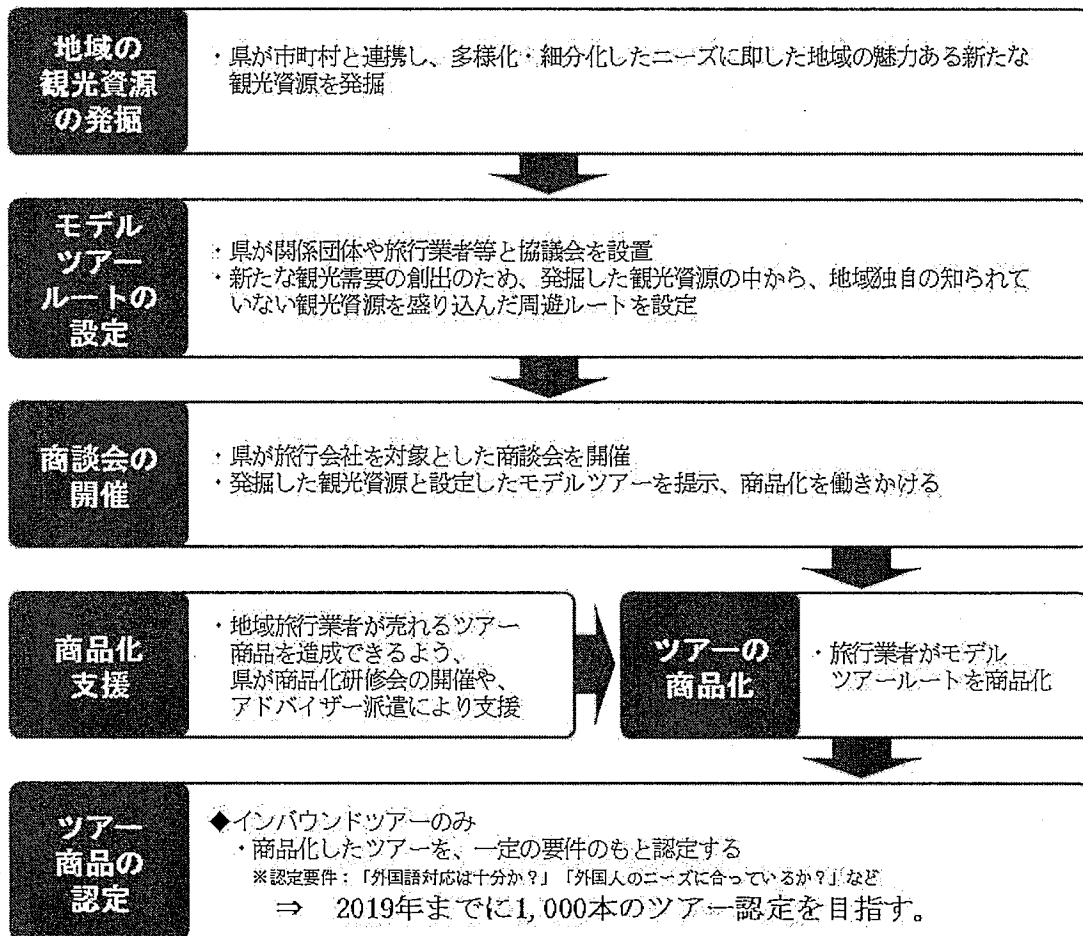 地域の
観光資源
の発掘
・県が市町村と連携し、多様化・細分化したニーズに即した地域の魅力ある新たな
観光資源を発掘
モデル
ツアー
ルートの
設定
・県が関係団体や旅行業者等と協議会を設置
・新たな観光需要の創出のため、発掘した観光資源の中から、地域独自の知られて
いない観光資源を盛り込んだ周遊ルートを設定
商談会の
開催
・県が旅行会社を対象とした商談会を開催
・発掘した観光資源と設定したモデルツアーを提示、商品化を働きかける
商品化
支援
・地域旅行業者が売れるツアー
商品を造成できるよう、
県が商品化研修会の開催や、
アドバイザー派遣により支援
ツアーの
商品化
・旅行業者がモデル
ツアールートを商品化
ツアー
商品の
認定
◆インバウンドツアーのみ
・商品化したツアーを、一定の要件のもと認定する
※認定要件：「外国語対応は十分か？」「外国人のニーズに合っているか？」など
⇒ 2019年までに1,000本のツアー認定を目指す。